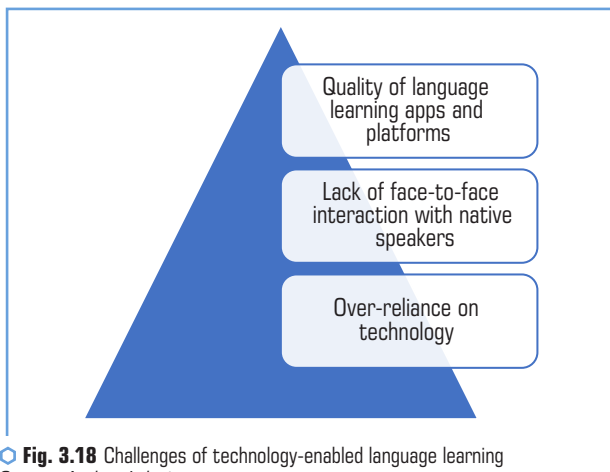 Quality of language
learning apps and
platforms
Lack of face-to-face
interaction with native
speakers
Over-reliance on
technology
Fig. 3.18 Challenges of technology-enabled language learning